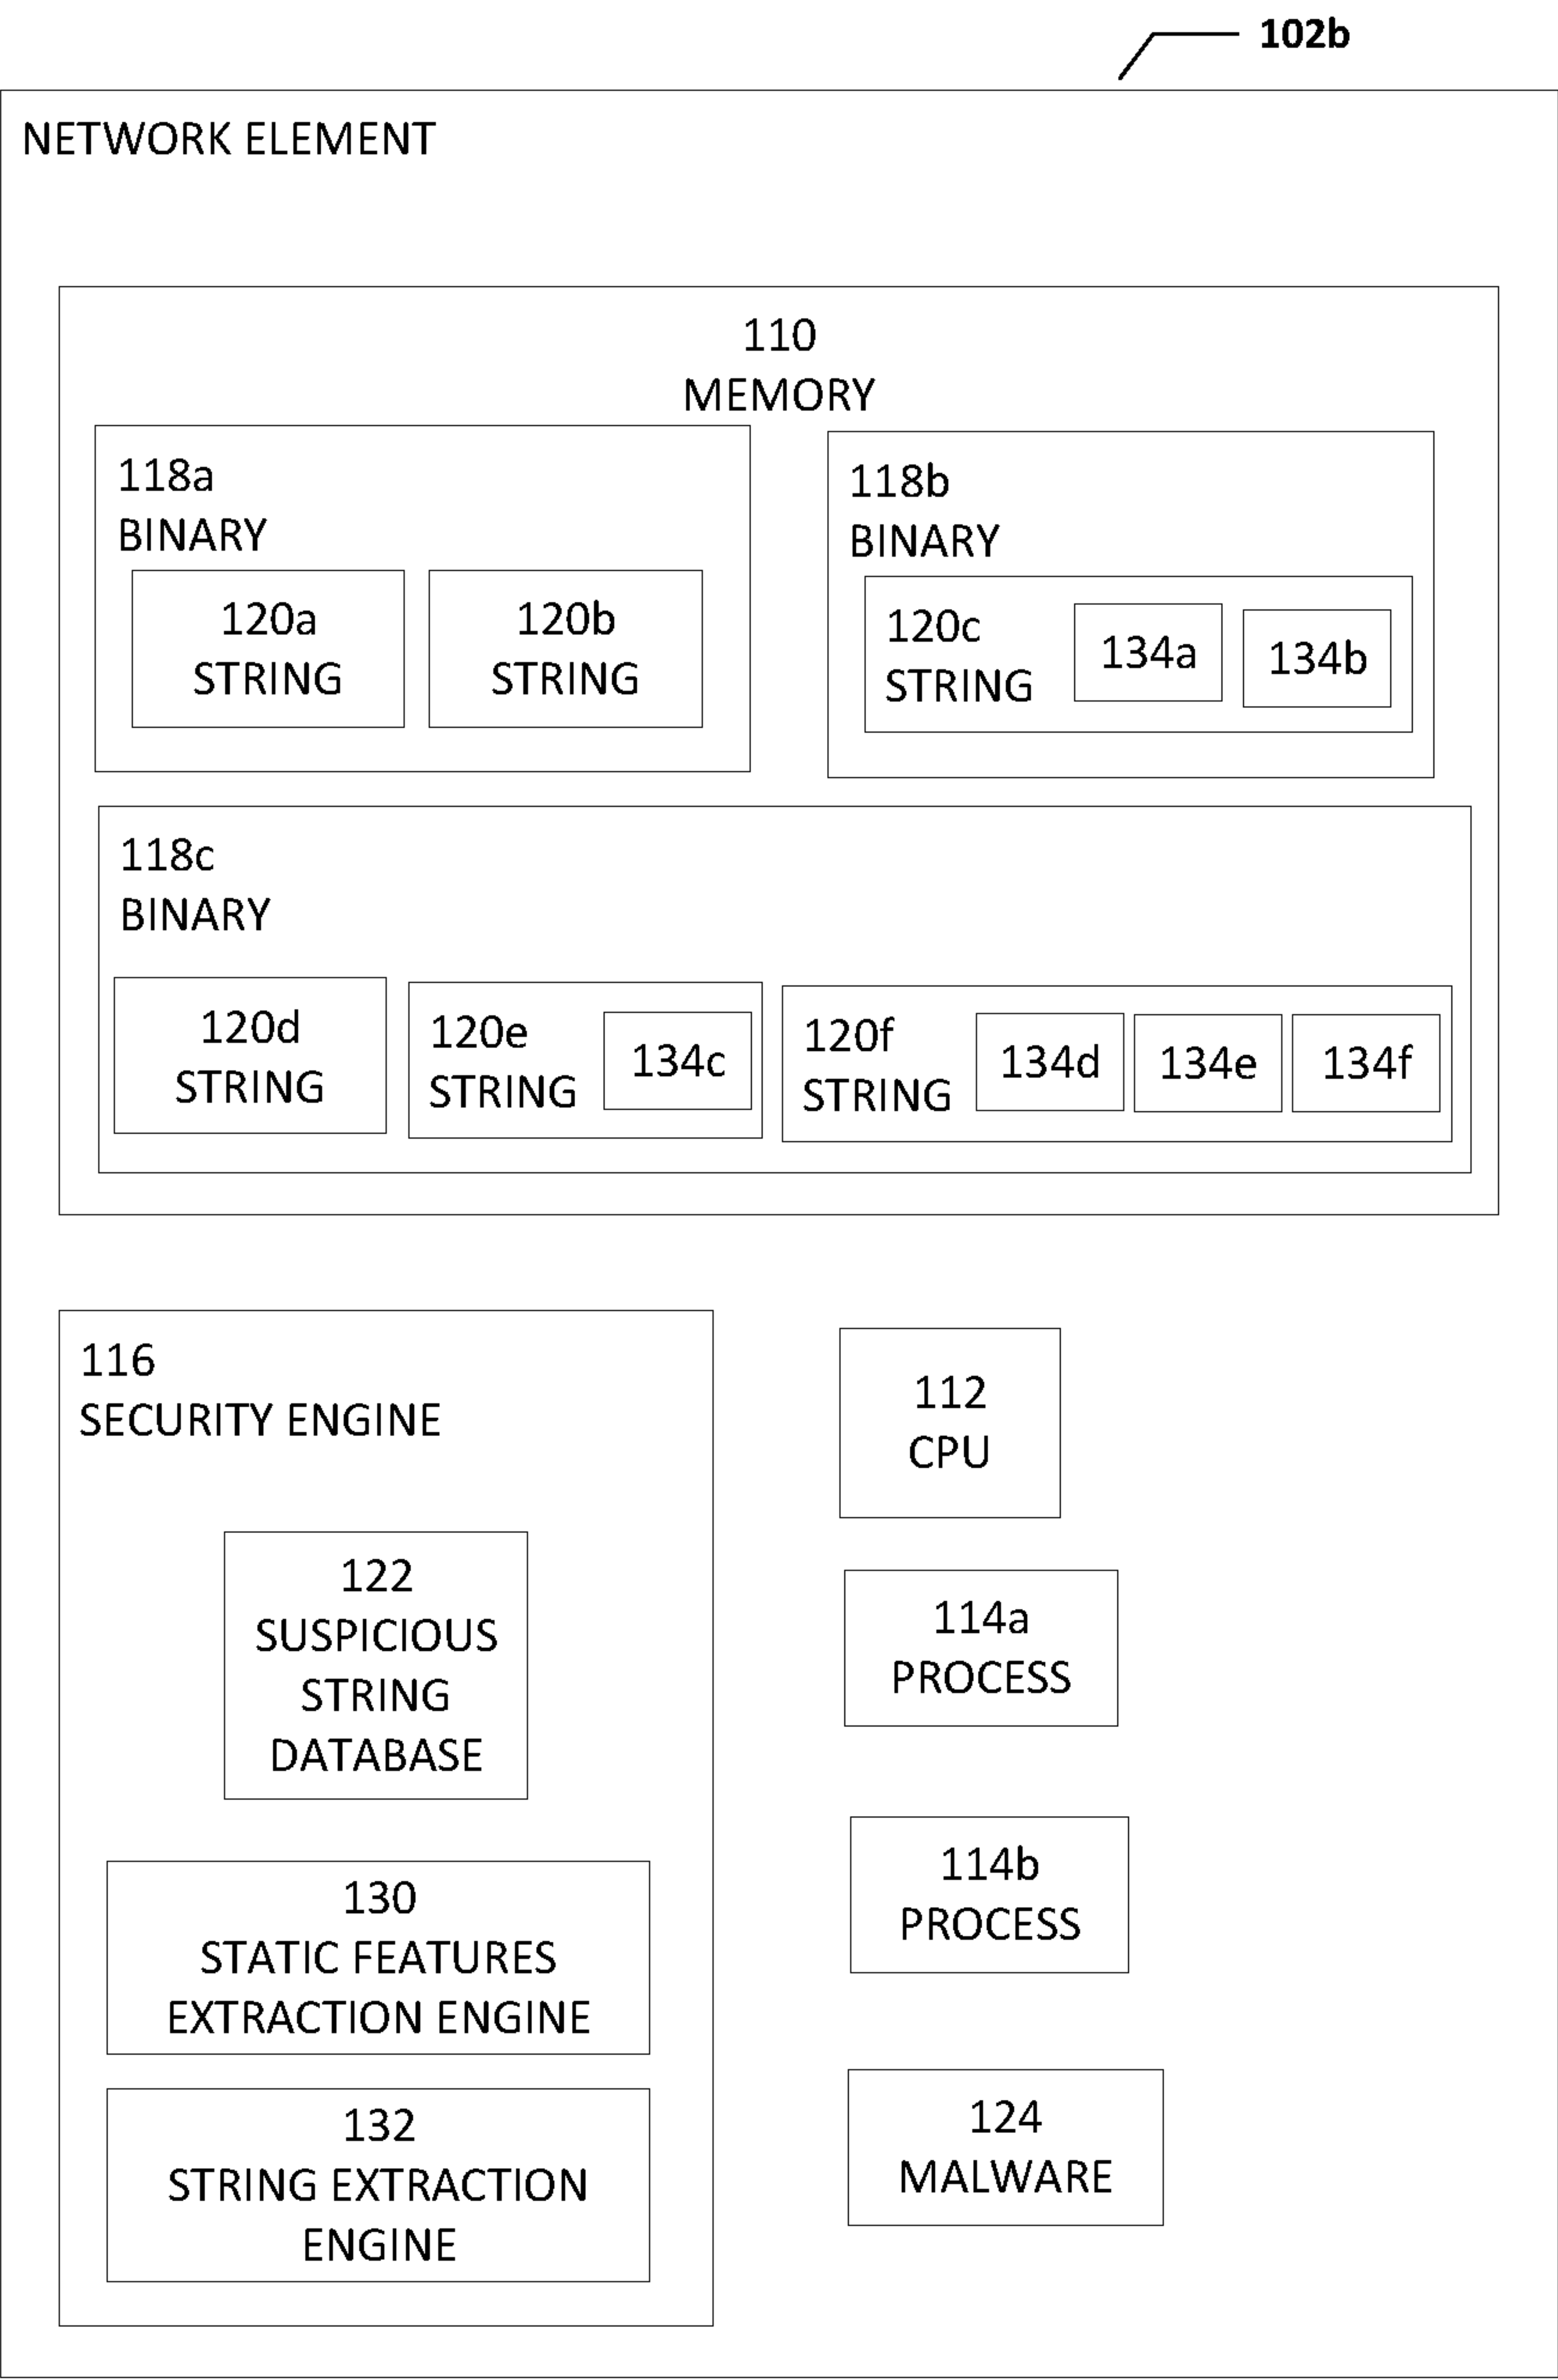 102b
NETWORK ELEMENT
110
MEMORY
118a
BINARY
120a
STRING
120b
STRING
118b
BINARY
120c
STRING
134a
134b
118c
BINARY
120d
STRING
120e
STRING
134c
120f
STRING
134d
134e
134f
116
SECURITY ENGINE
122
SUSPICIOUS
STRING
DATABASE
130
STATIC FEATURES
EXTRACTION ENGINE
132
STRING EXTRACTION
ENGINE
112
CPU
114a
PROCESS
114b
PROCESS
124
MALWARE